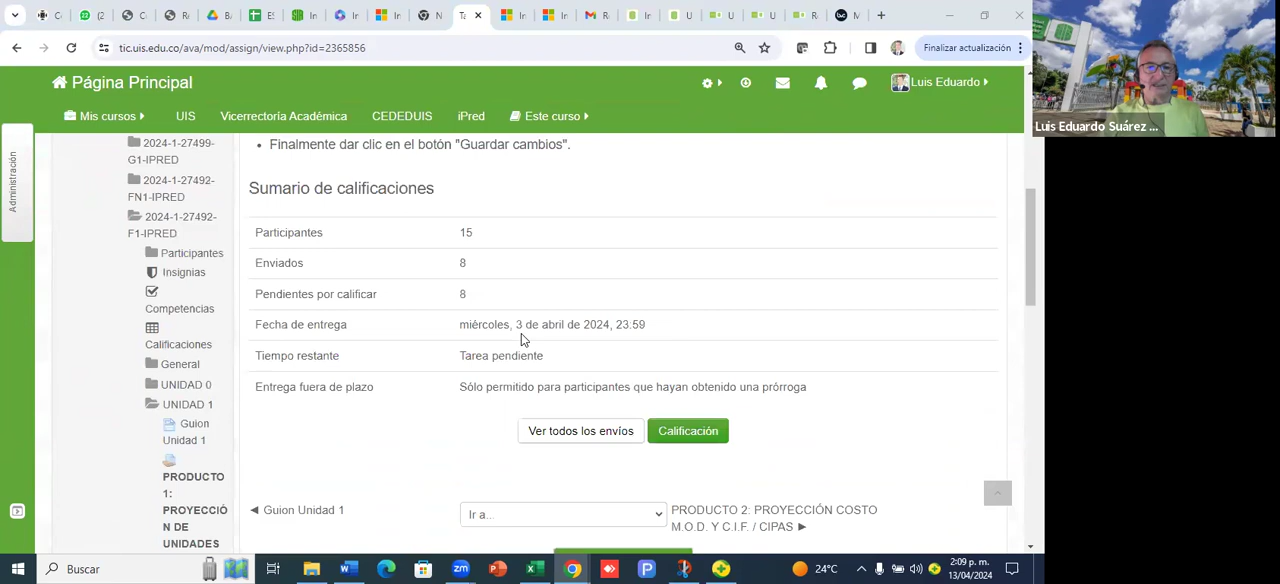 tic.uis.edu.co/ava/mod/assign/view.php?id=2365856
Finalizar actualización
Página Principal
Luis Eduardo
Mis cursos
UIS
Vicerrectoría Académica
CEDEDUIS
iPred
Este curso
Luis Eduardo Suárez ...
Administración
2024-1-27499-
G1-IPRED
2024-1-27492-
FN1-IPRED
2024-1-27492-
F1-IPRED
Participantes
Insignias
Competencias
Calificaciones
General
UNIDAD 0
UNIDAD 1
Guion
Unidad 1
PRODUCTO
1:
PROYECCIÓ
N DE
UNIDADES
• Finalmente dar clic en el botón "Guardar cambios".
Sumario de calificaciones
Participantes 15
Enviados 8
Pendientes por calificar 8
Fecha de entrega miércoles, 3 de abril de 2024, 23:59
Tiempo restante Tarea pendiente
Entrega fuera de plazo Sólo permitido para participantes que hayan obtenido una prórroga
Ver todos los envíos
Calificación
◀ Guion Unidad 1
Ir a...
PRODUCTO 2: PROYECCIÓN COSTO
M.O.D. Y C.I.F. / CIPAS ▶
Buscar
24°C
2:09 p. m.
13/04/2024